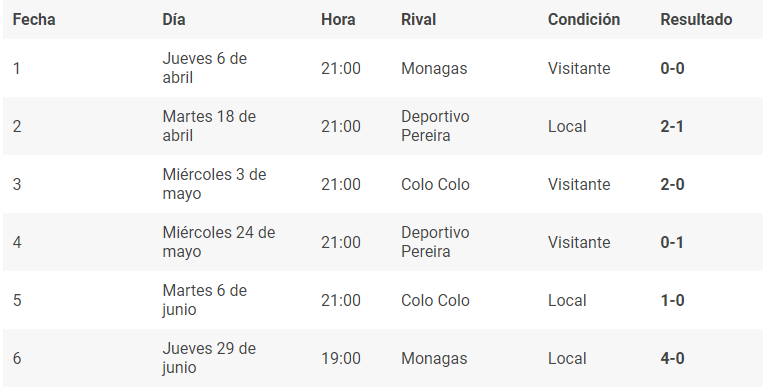 Fecha Día Hora Rival Condición Resultado
1 Jueves 6 de abril 21:00 Monagas Visitante 0-0
2 Martes 18 de abril 21:00 Deportivo Pereira Local 2-1
3 Miércoles 3 de mayo 21:00 Colo Colo Visitante 2-0
4 Miércoles 24 de mayo 21:00 Deportivo Pereira Visitante 0-1
5 Martes 6 de junio 21:00 Colo Colo Local 1-0
6 Jueves 29 de junio 19:00 Monagas Local 4-0